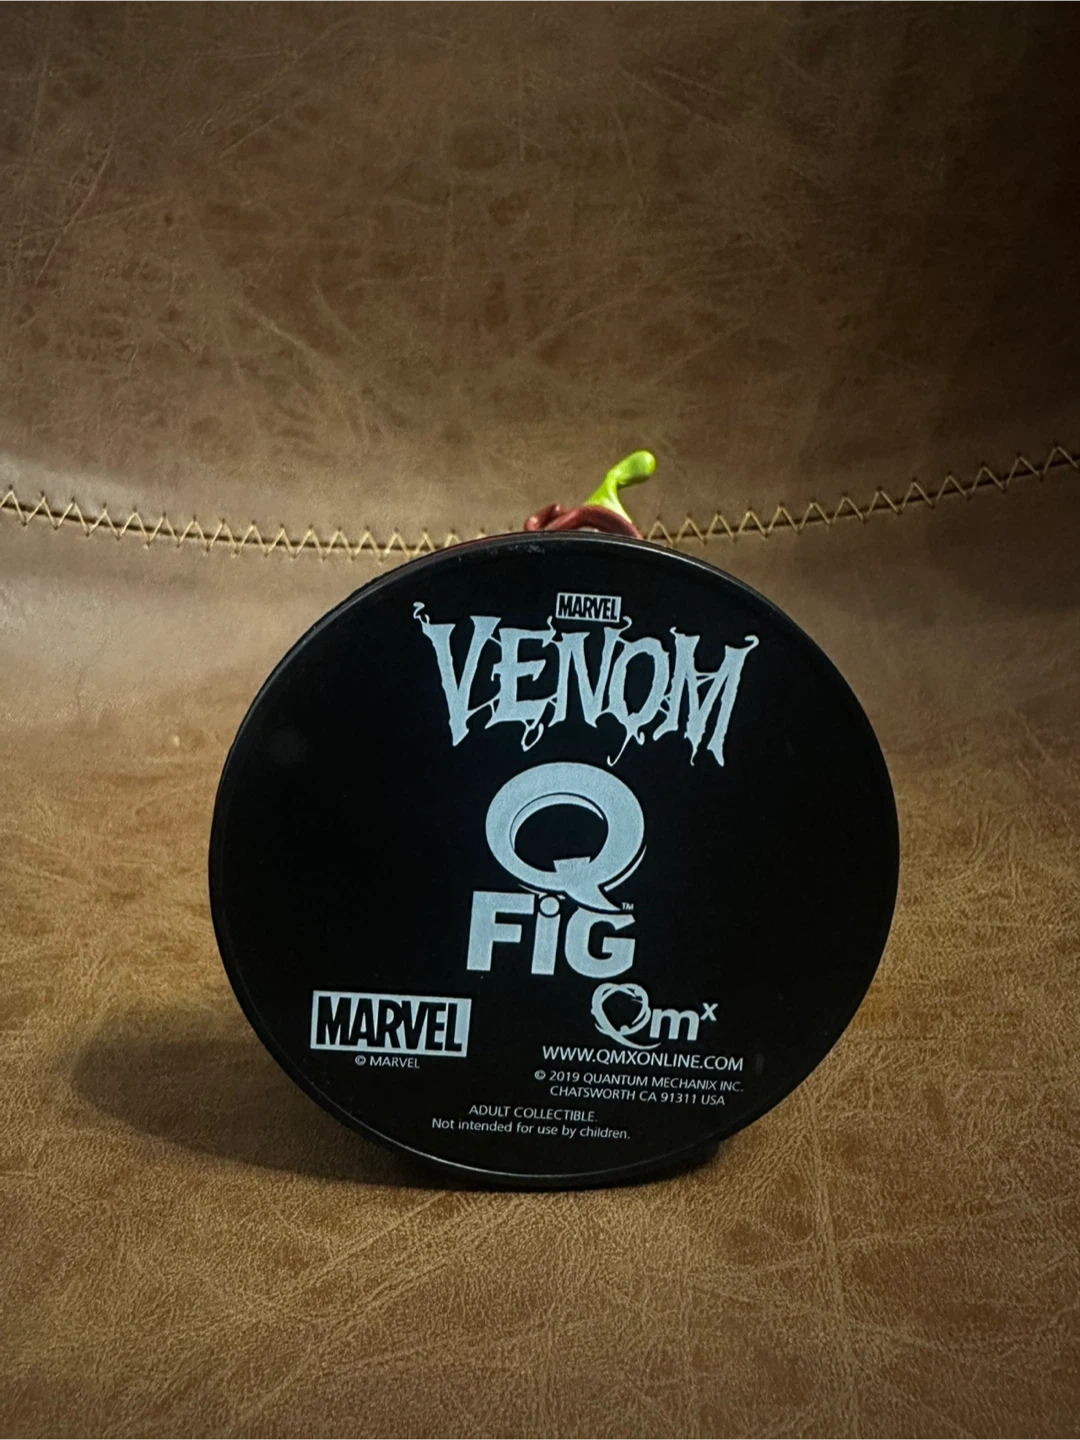 MARVEL
VENOM
Q
FiG™
MARVEL
© MARVEL
Qmx
WWW.QMXONLINE.COM
© 2019 QUANTUM MECHANIX INC.
CHATSWORTH CA 91311 USA
ADULT COLLECTIBLE.
Not intended for use by children.